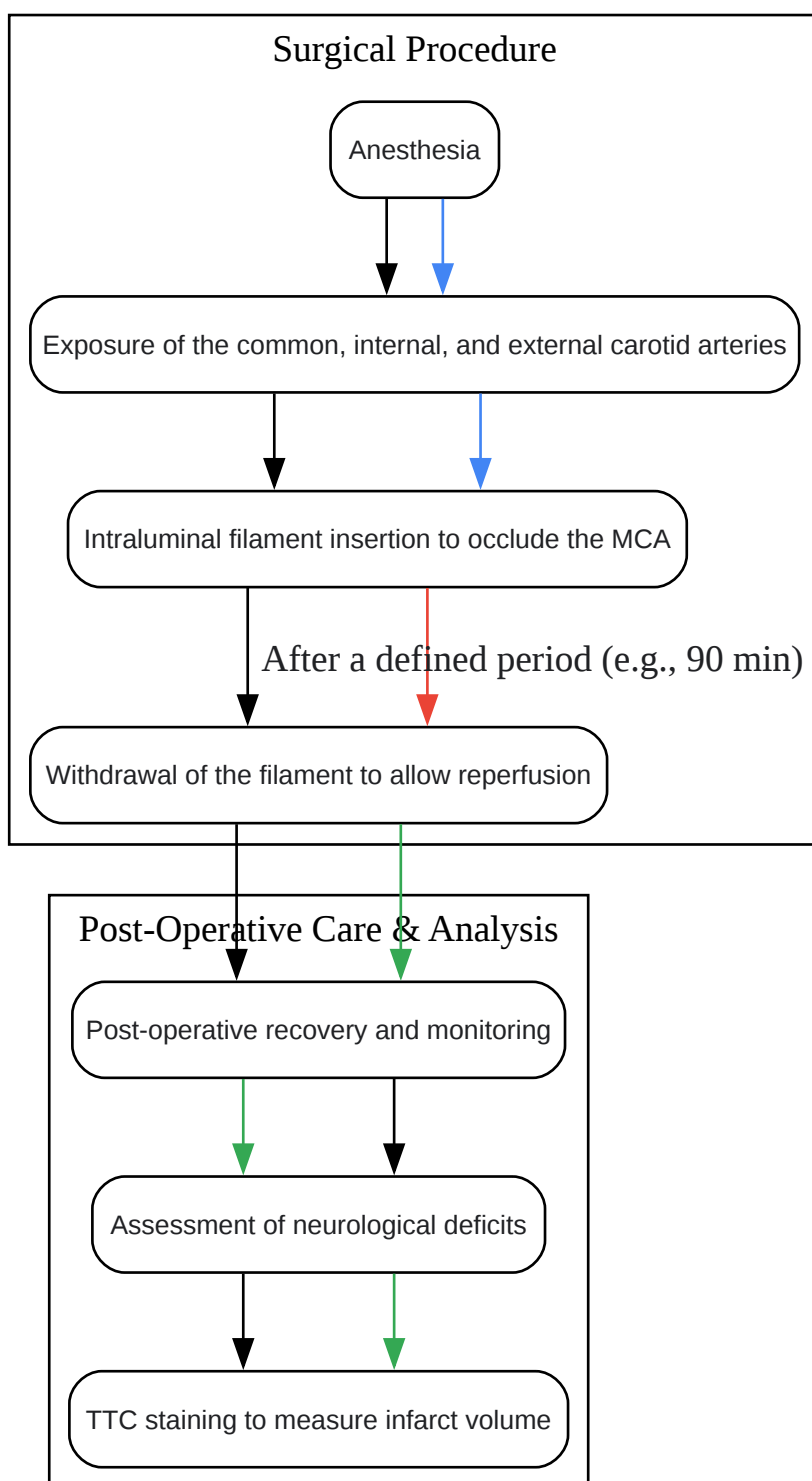 Surgical Procedure
Anesthesia
Exposure of the common, internal, and external carotid arteries
Intraluminal filament insertion to occlude the MCA
After a defined period (e.g., 90 min)
Withdrawal of the filament to allow reperfusion
Post-Operative Care & Analysis
Post-operative recovery and monitoring
Assessment of neurological deficits
TTC staining to measure infarct volume